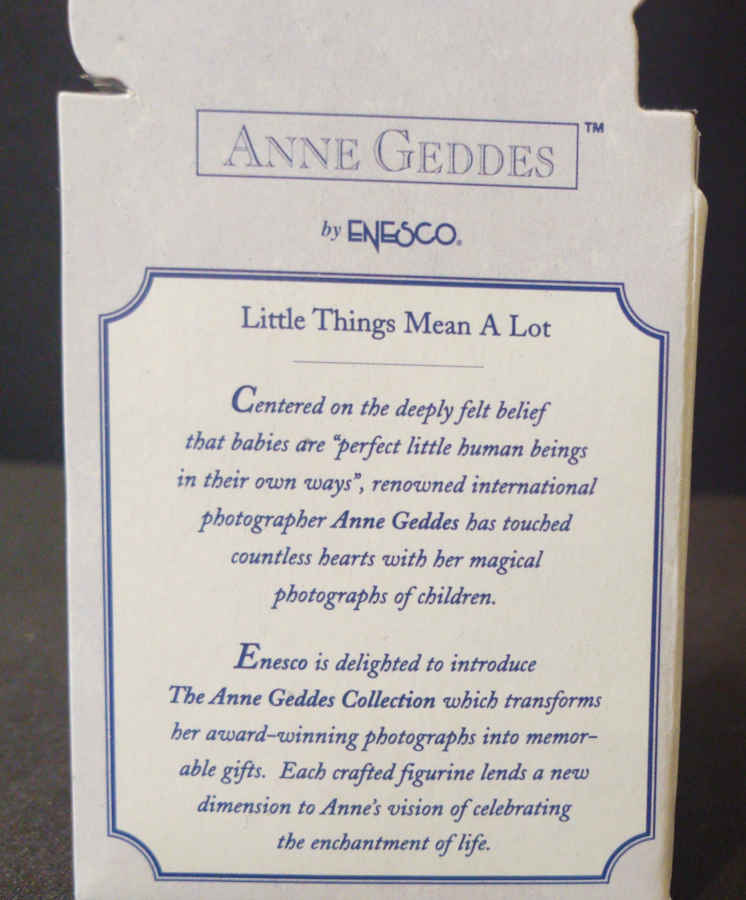 ANNE GEDDES™
by ENESCO®
Little Things Mean A Lot
Centered on the deeply felt belief
that babies are “perfect little human beings
in their own ways”, renowned international
photographer Anne Geddes has touched
countless hearts with her magical
photographs of children.
Enesco is delighted to introduce
The Anne Geddes Collection which transforms
her award-winning photographs into memor-
able gifts. Each crafted figurine lends a new
dimension to Anne’s vision of celebrating
the enchantment of life.